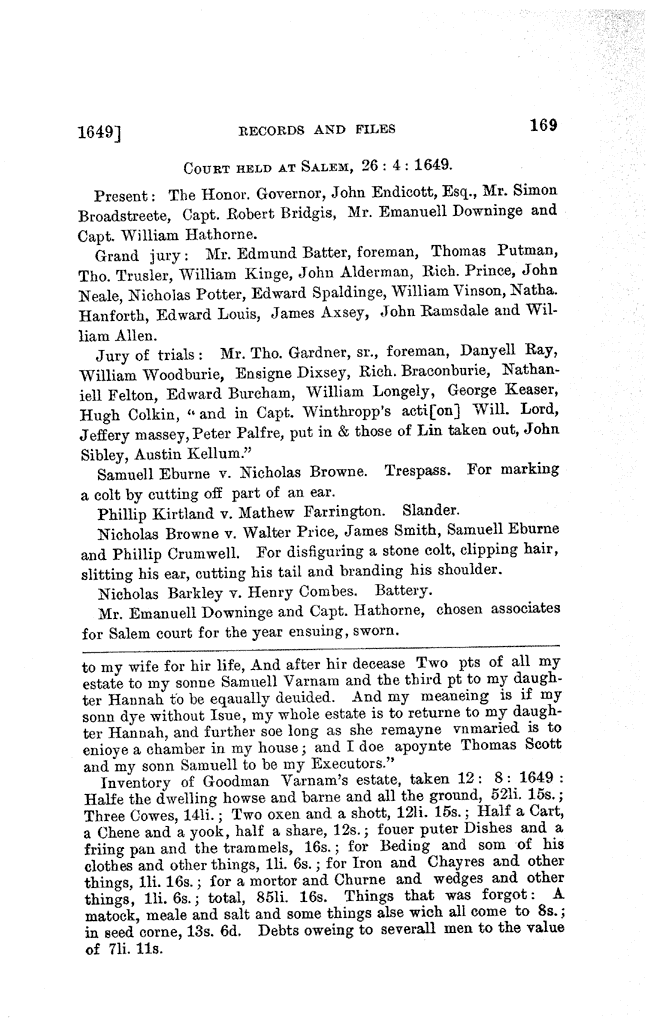 1649] RECORDS AND FILES 169
COURT HELD AT SALEM, 26 : 4 : 1649.
Present : The Honor. Governor, John Endicott, Esq., Mr. Simon
Broadstreete, Capt. Robert Bridgis, Mr. Emanuell Downinge and
Capt. William Hathorne.
Grand jury : Mr. Edmund Batter, foreman, Thomas Putman,
Tho. Trusler, William Kinge, John Alderman, Rich. Prince, John
Neale, Nicholas Potter, Edward Spaldinge, William Vinson, Natha.
Hanforth, Edward Louis, James Axsey, John Ramsdale and Wil-
liam Allen.
Jury of trials : Mr. Tho. Gardner, sr., foreman, Danyell Ray,
William Woodburie, Ensigne Dixsey, Rich. Braconburie, Nathan-
iell Felton, Edward Burcham, William Longely, George Keaser,
Hugh Colkin, "and in Capt. Winthropp's acti[on] Will. Lord,
Jeffery massey, Peter Palfre, put in & those of Lin taken out, John
Sibley, Austin Kellum."
Samuell Eburne v. Nicholas Browne. Trespass. For marking
a colt by cutting off part of an ear.
Phillip Kirtland v. Mathew Farrington. Slander.
Nicholas Browne v. Walter Price, James Smith, Samuell Eburne
and Phillip Crumwell. For disfiguring a stone colt, clipping hair,
slitting his ear, cutting his tail and branding his shoulder.
Nicholas Barkley v. Henry Combes. Battery.
Mr. Emanuell Downinge and Capt. Hathorne, chosen associates
for Salem court for the year ensuing, sworn.
to my wife for hir life, And after hir decease Two pts of all my
estate to my sonne Samuell Varnam and the third pt to my daugh-
ter Hannah to be eqaually deuided. And my meaneing is if my
sonn dye without Isue, my whole estate is to returne to my daugh-
ter Hannah, and further soe long as she remayne vnmaried is to
enioye a chamber in my house; and I doe apoynte Thomas Scott
and my sonn Samuell to be my Executors."
Inventory of Goodman Varnam's estate, taken 12 : 8 : 1649 :
Halfe the dwelling howse and barne and all the ground, 52li. 15s.;
Three Cowes, 14li.; Two oxen and a shott, 12li. 15s.; Half a Cart,
a Chene and a yook, half a share, 12s.; fouer puter Dishes and a
friing pan and the trammels, 16s.; for Beding and som of his
clothes and other things, 1li. 6s.; for Iron and Chayres and other
things, 1li. 16s.; for a mortor and Churne and wedges and other
things, 1li. 6s.; total, 85li. 16s. Things that was forgot : A
matock, meale and salt and some things alse wich all come to 8s.;
in seed corne, 13s. 6d. Debts oweing to severall men to the value
of 7li. 11s.